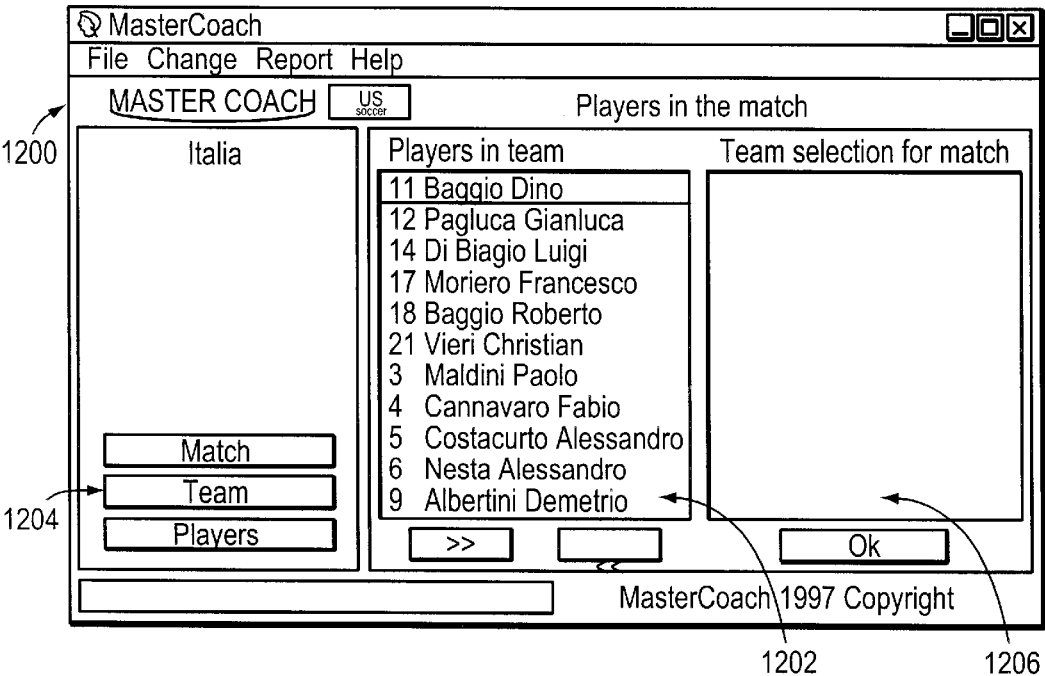 MasterCoach
File Change Report Help
MASTER COACH
US
soccer
Players in the match
1200
Italia
Players in team
Team selection for match
11 Baggio Dino
12 Pagluca Gianluca
14 Di Biagio Luigi
17 Moriero Francesco
18 Baggio Roberto
21 Vieri Christian
3 Maldini Paolo
4 Cannavaro Fabio
5 Costacurto Alessandro
6 Nesta Alessandro
9 Albertini Demetrio
Match
Team
Players
1204
>>
<<
Ok
MasterCoach 1997 Copyright
1202
1206